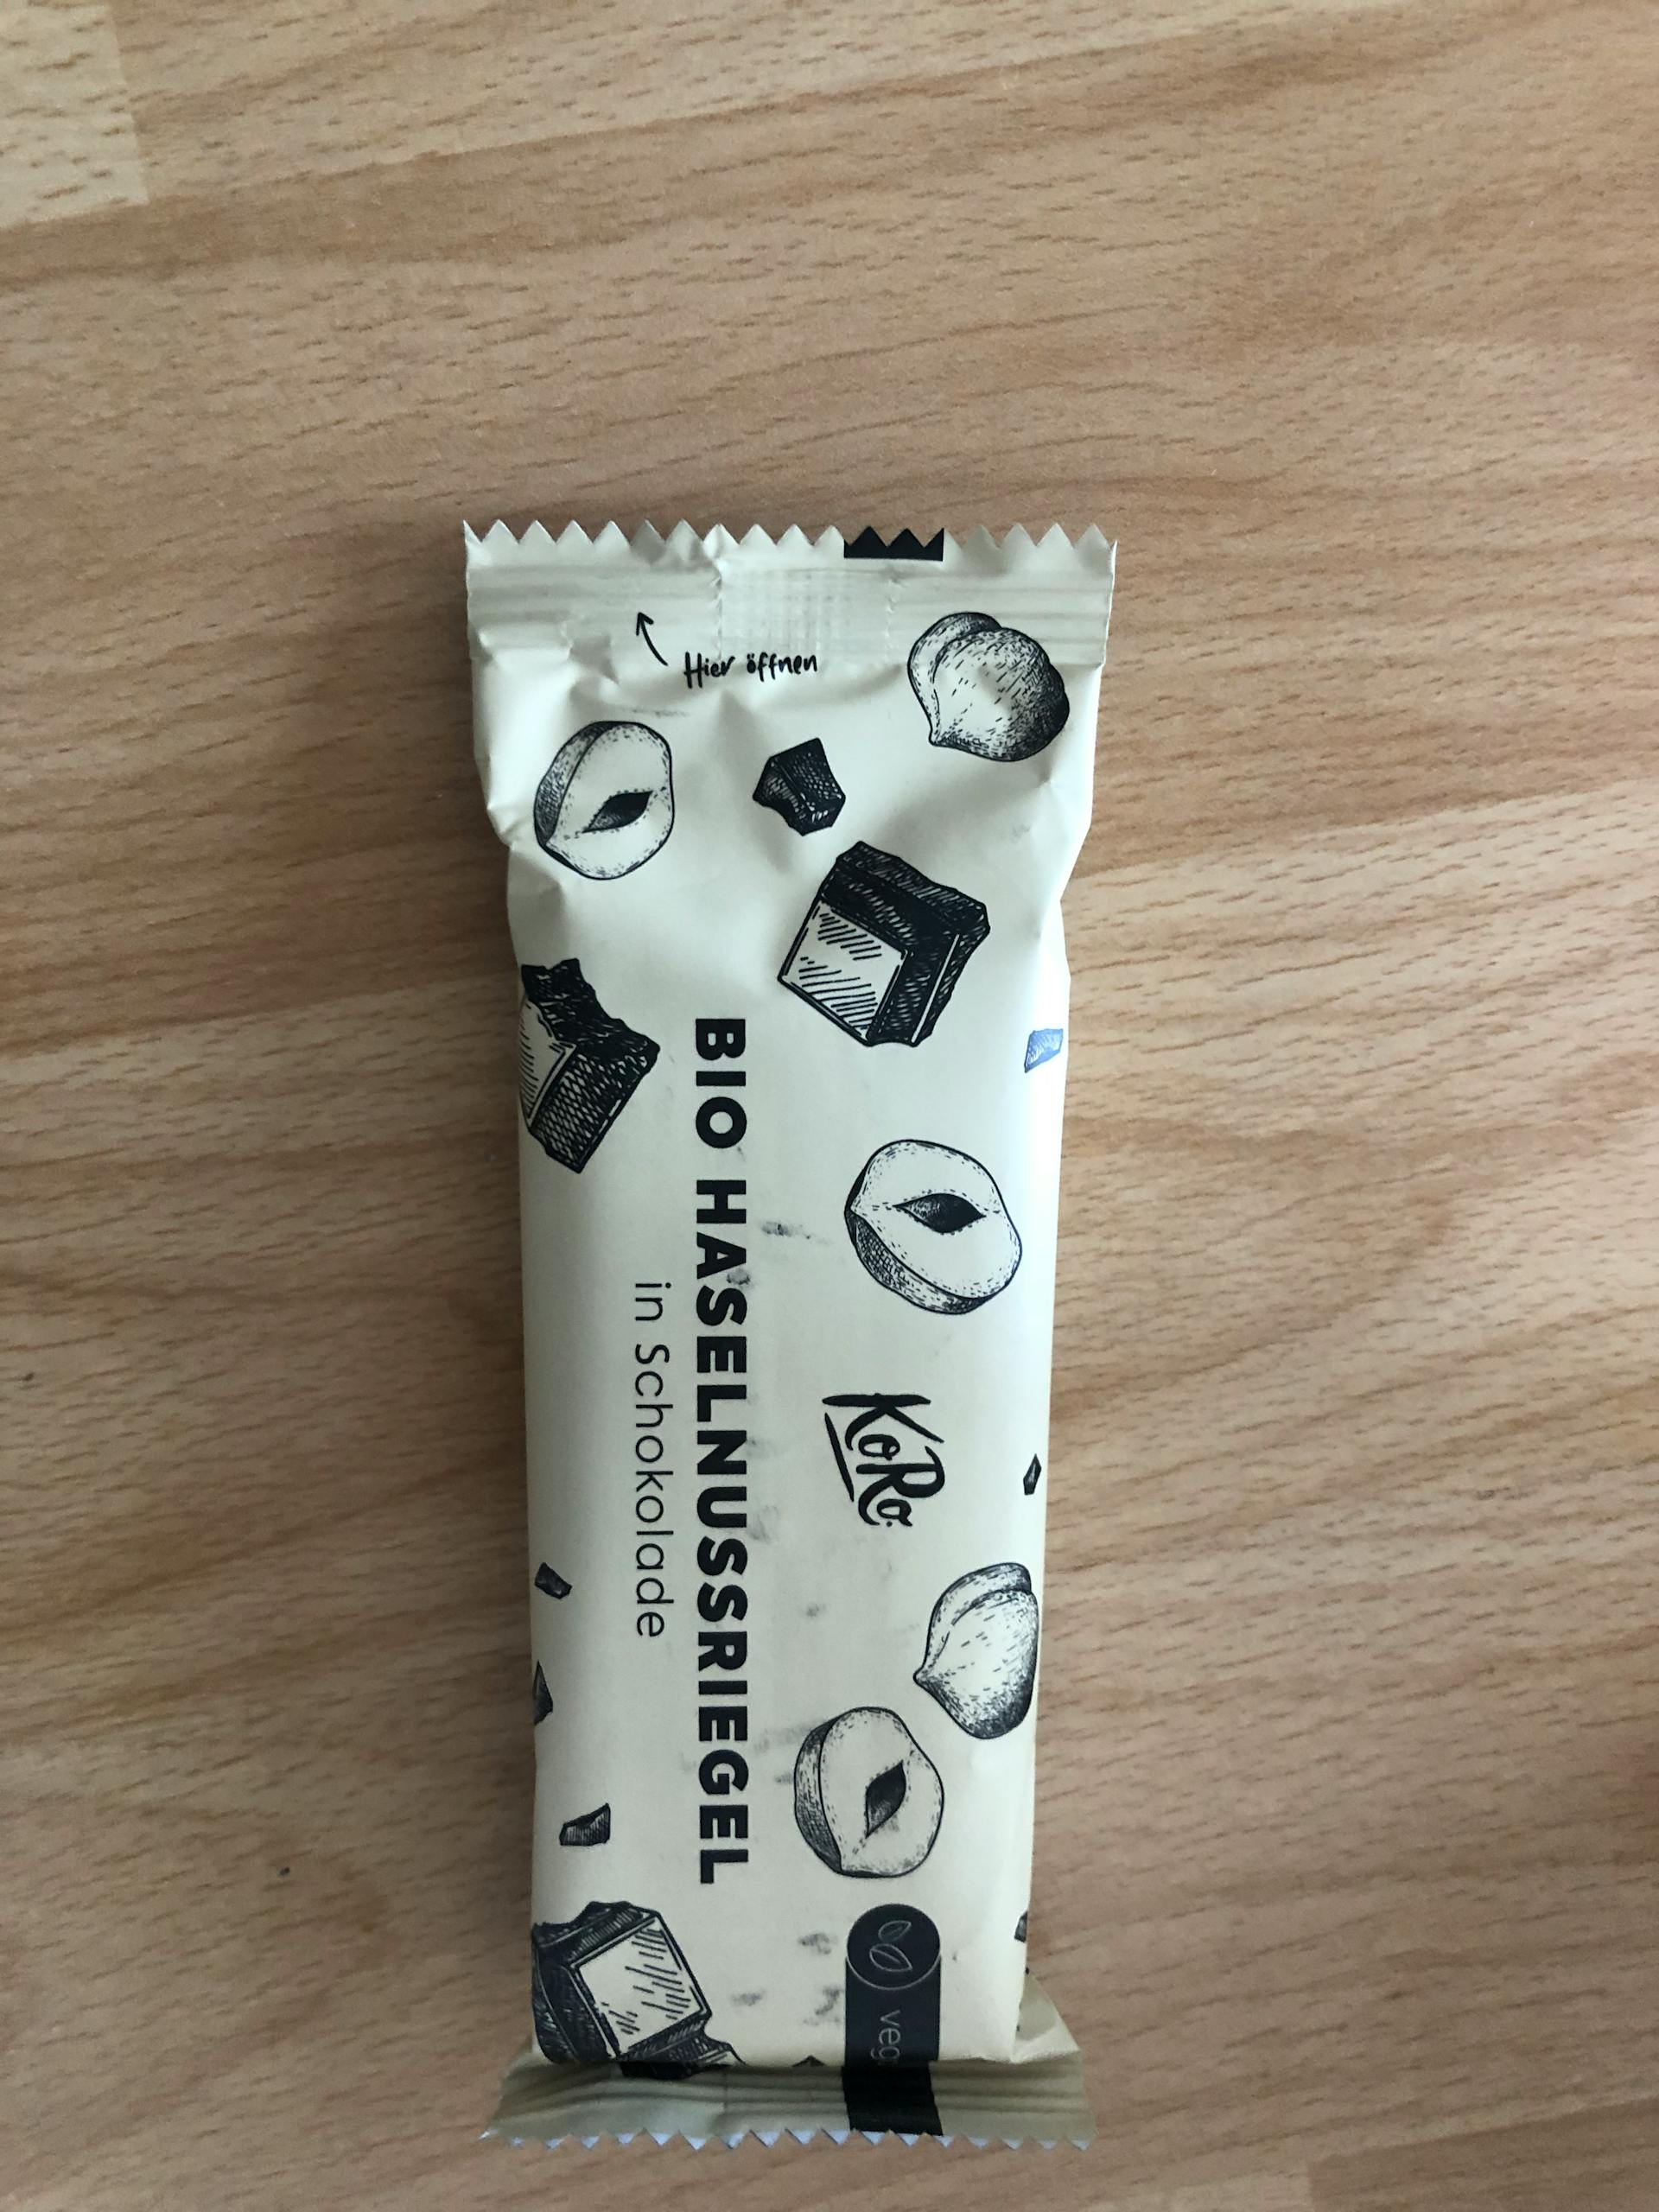 Hier öffnen
KoRo
BIO HASELNUSSRIEGEL
in Schokolade